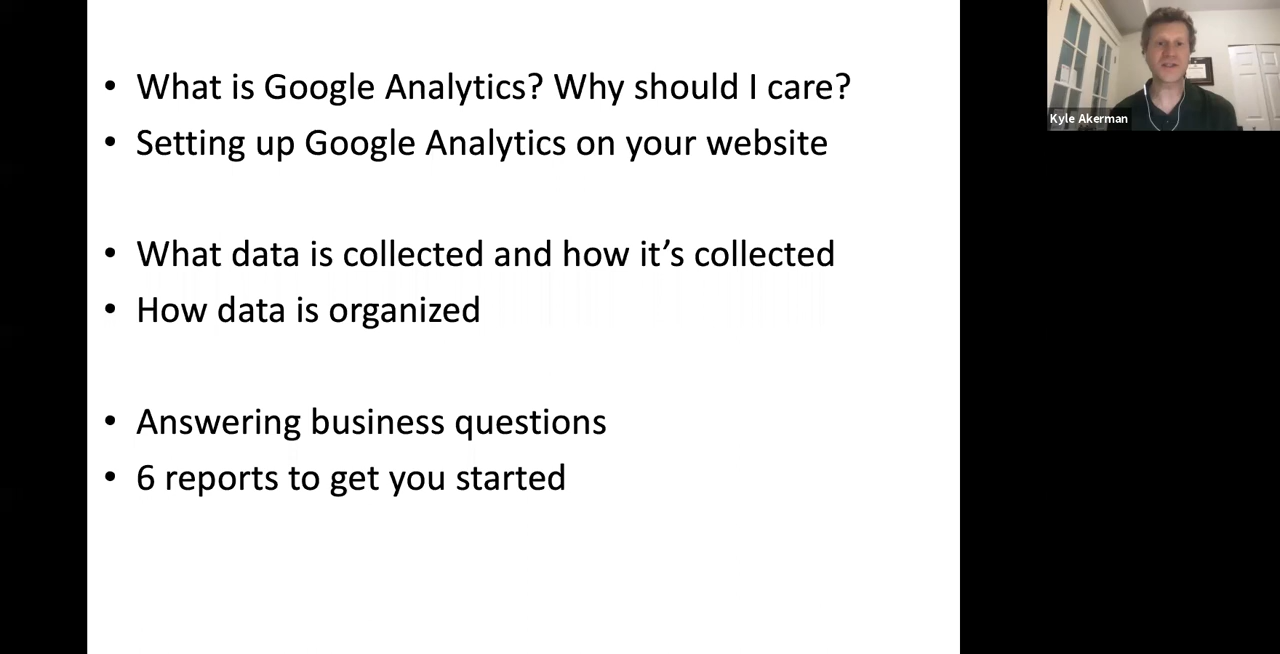 • What is Google Analytics? Why should I care?
• Setting up Google Analytics on your website
• What data is collected and how it’s collected
• How data is organized
• Answering business questions
• 6 reports to get you started
Kyle Akerman